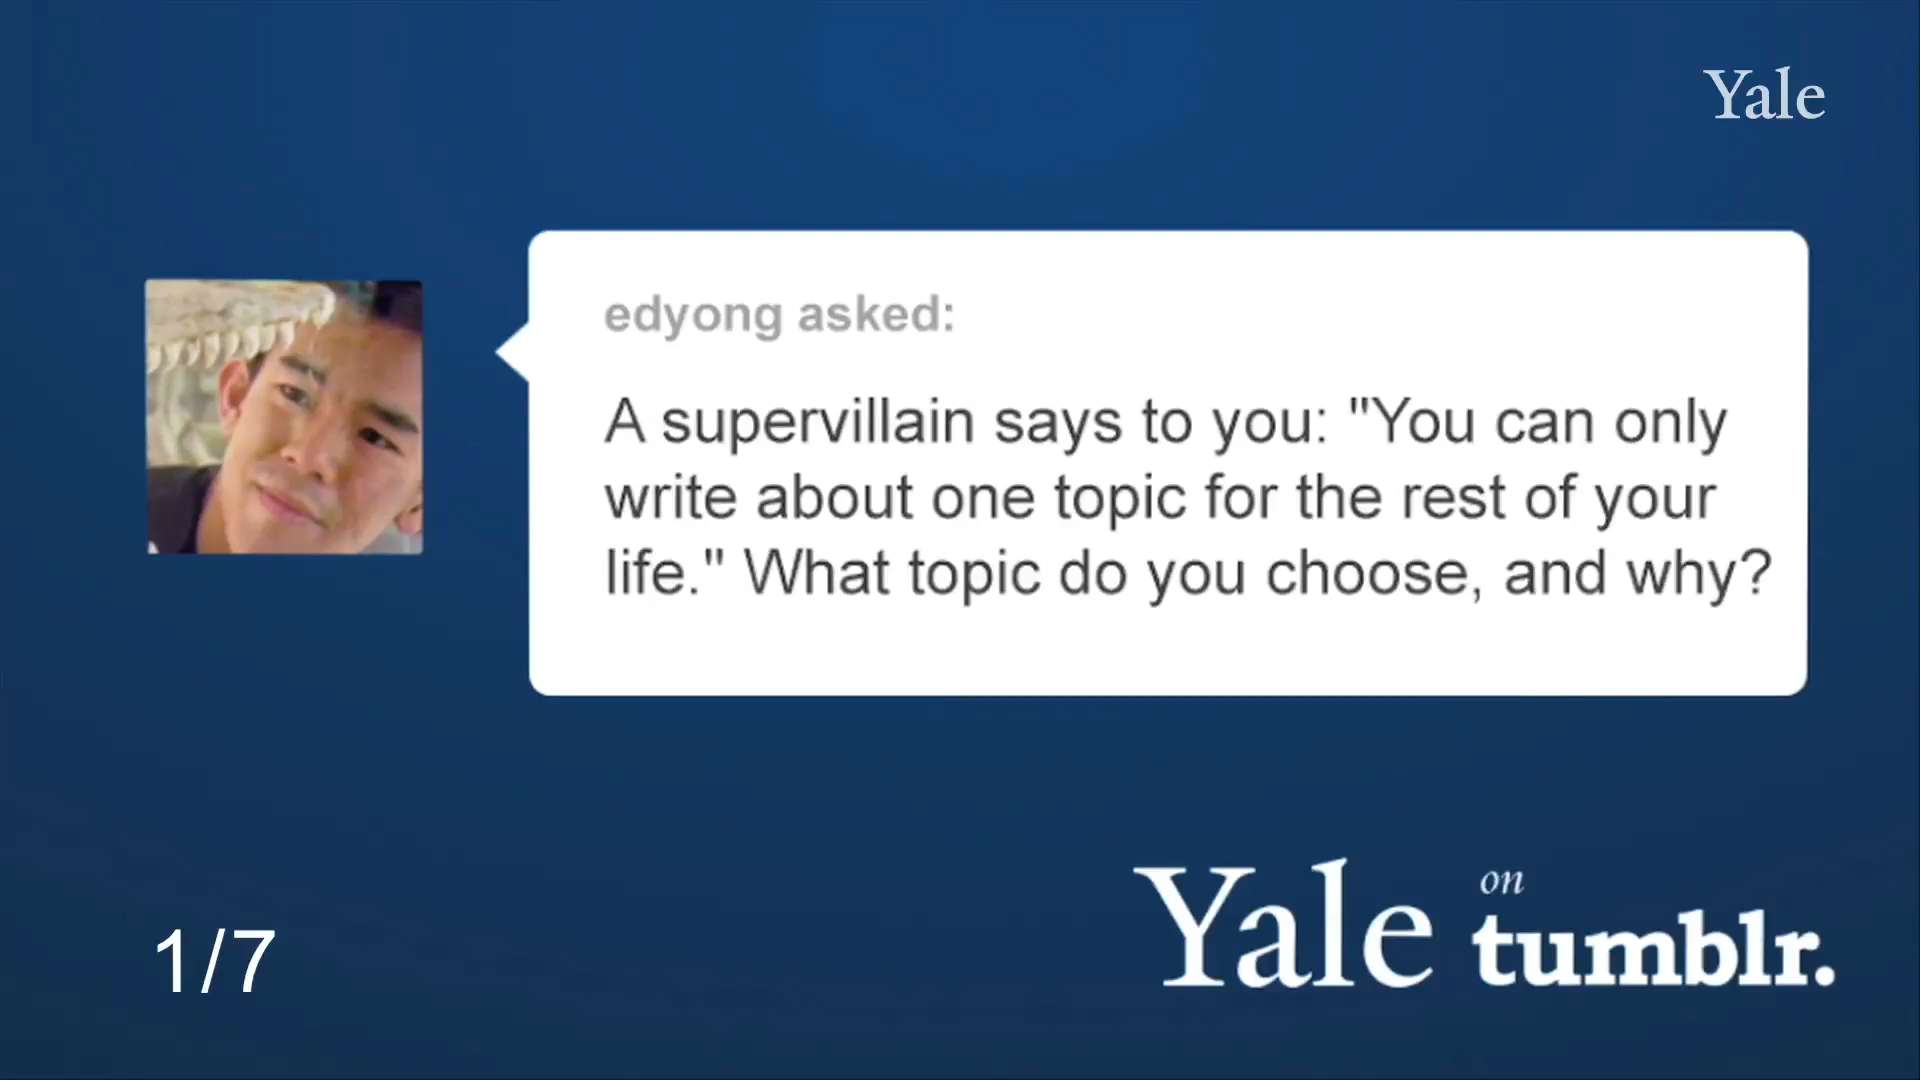 Yale
edyong asked:
A supervillain says to you: "You can only
write about one topic for the rest of your
life." What topic do you choose, and why?
1/7
Yale on tumblr.